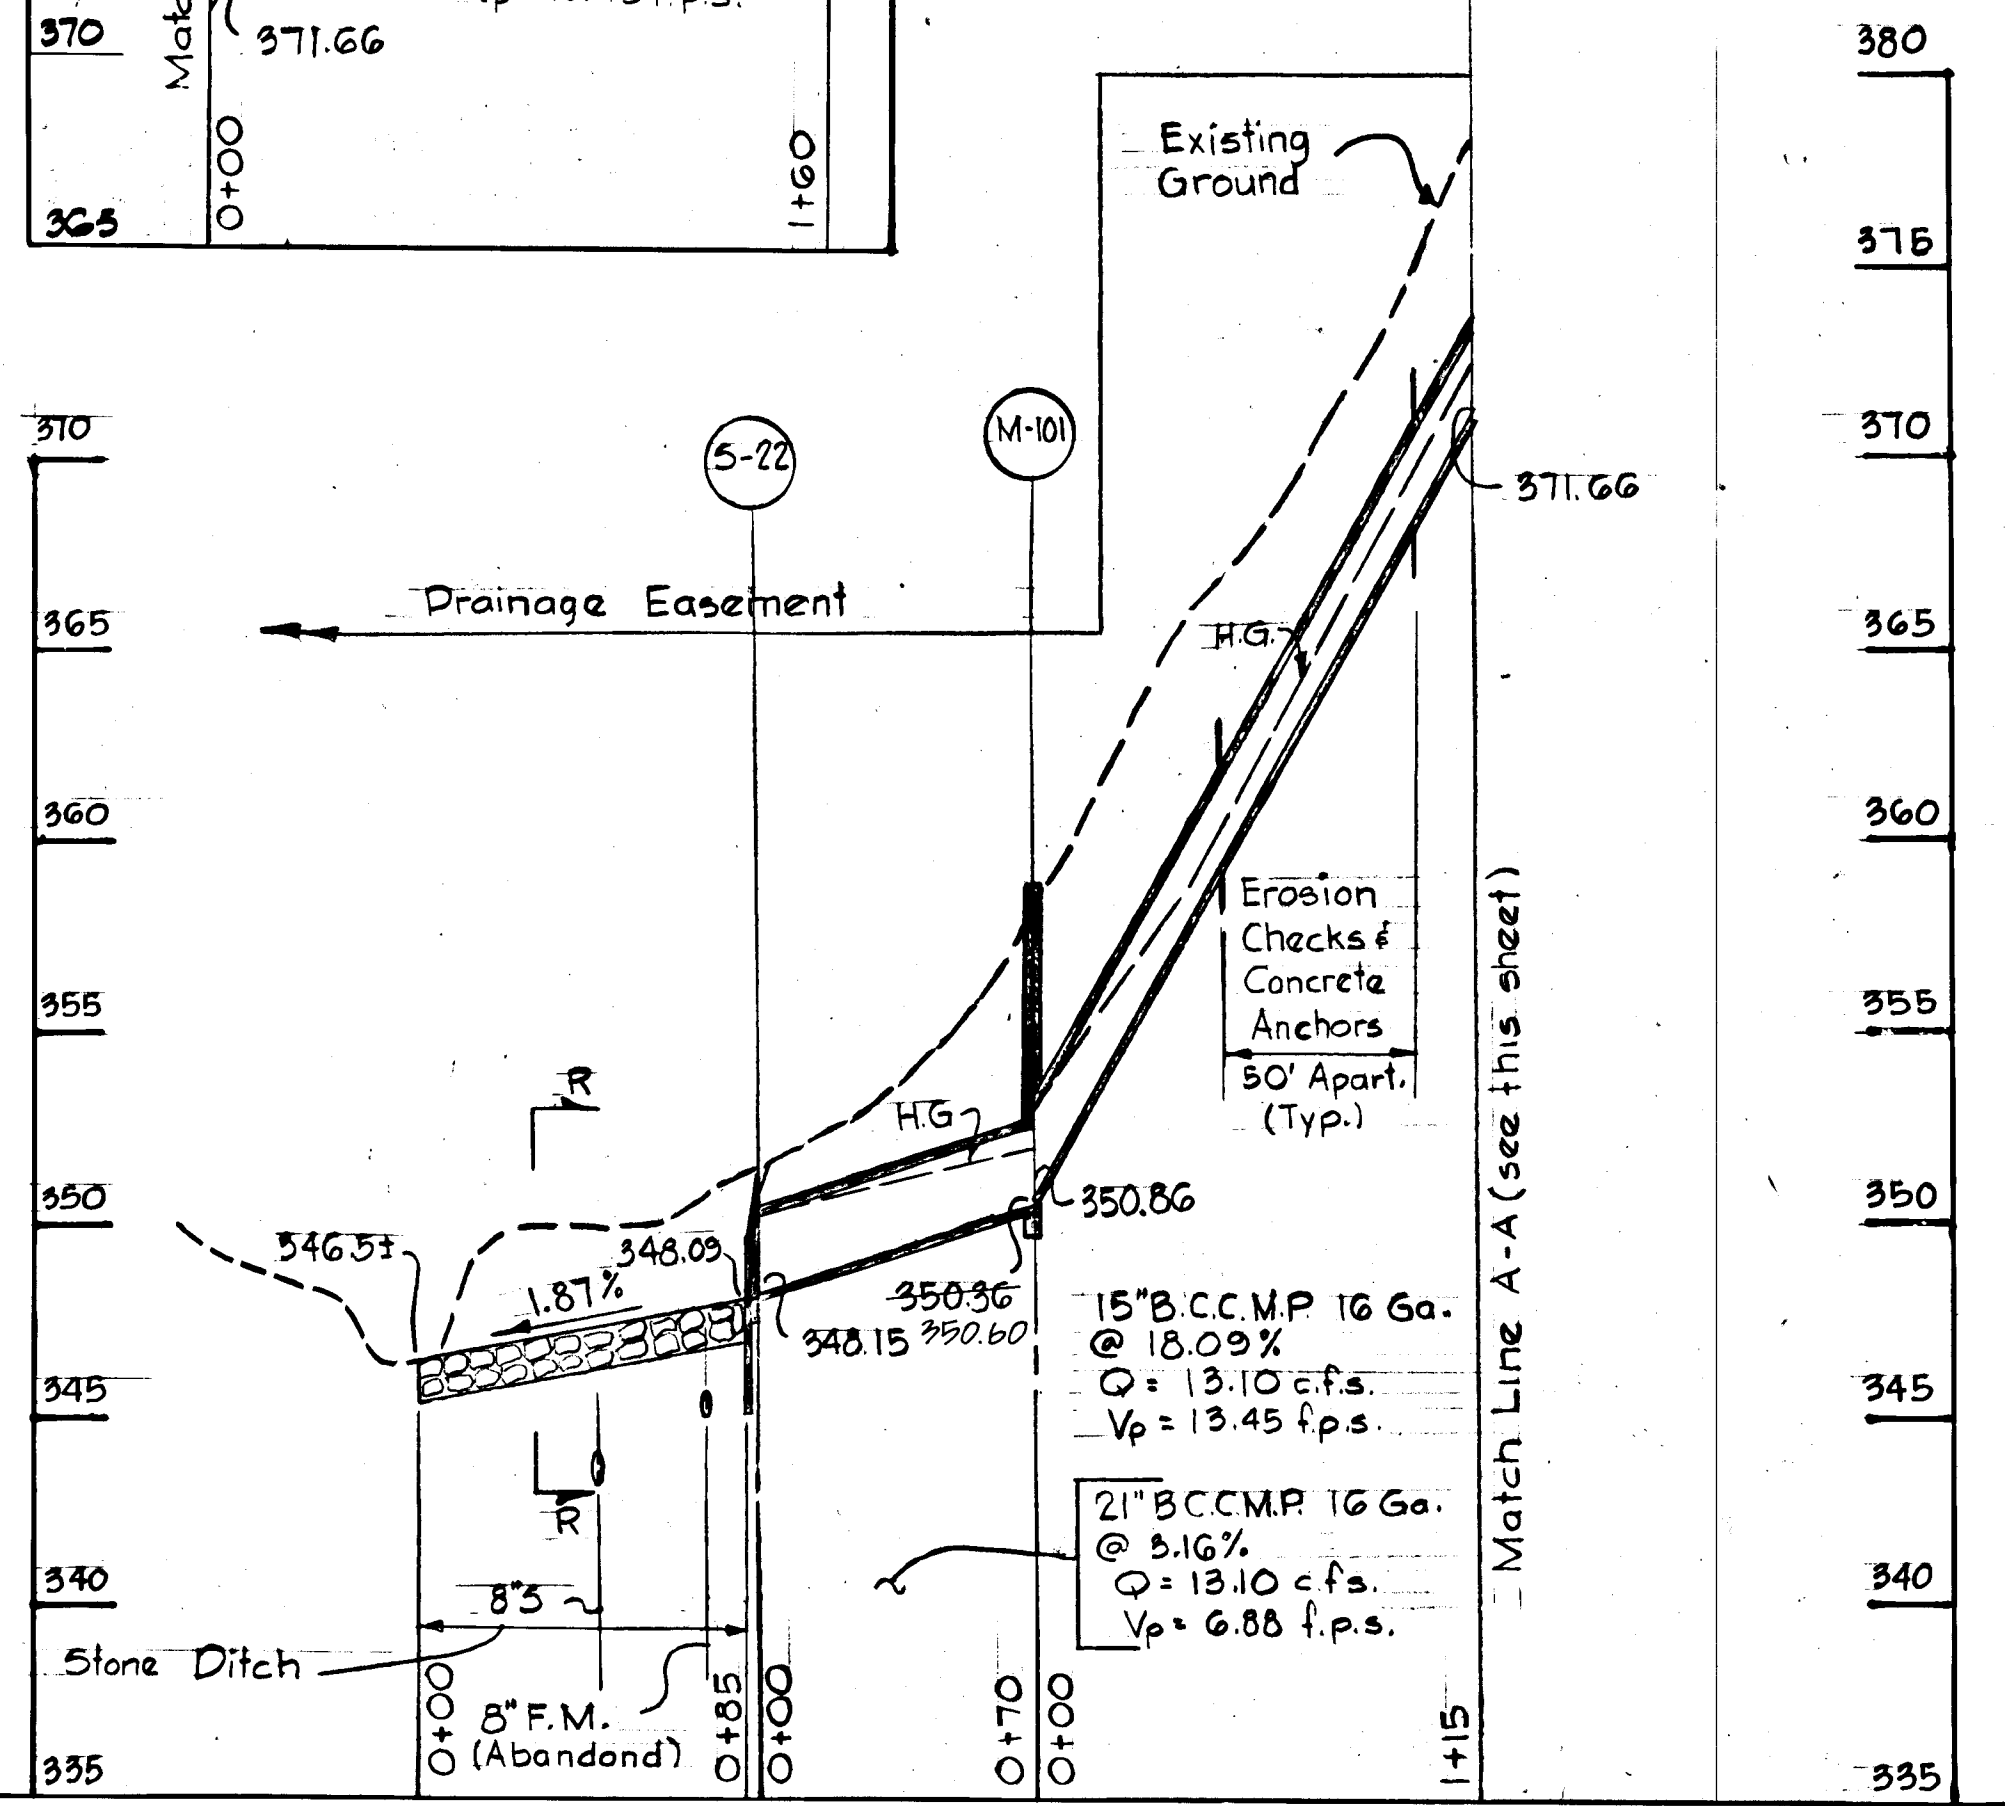 370
371.66
0+00
1+60
365
380
Existing
Ground
375
370
S-22
M-101
370
371.66
Drainage Easement
365
H.G.
365
360
360
Erosion
Checks &
Concrete
Anchors
50' Apart.
(Typ.)
355
355
R
H.G
350
350.86
350
346.5±
348.09
1.87%
350.36
348.15
350.60
15" B.C.C.M.P. 16 Ga.
@ 18.09%
Q = 13.10 c.f.s.
Vp = 13.45 f.p.s.
345
345
R
21" B.C.C.M.P. 16 Ga.
@ 3.16%
Q = 13.10 c.f.s.
Vp = 6.88 f.p.s.
Match Line A-A (see this sheet)
340
340
8"S
Stone Ditch
8" F.M.
(Abandond)
0+00
0+85
0+00
0+70
0+00
1+15
335
335